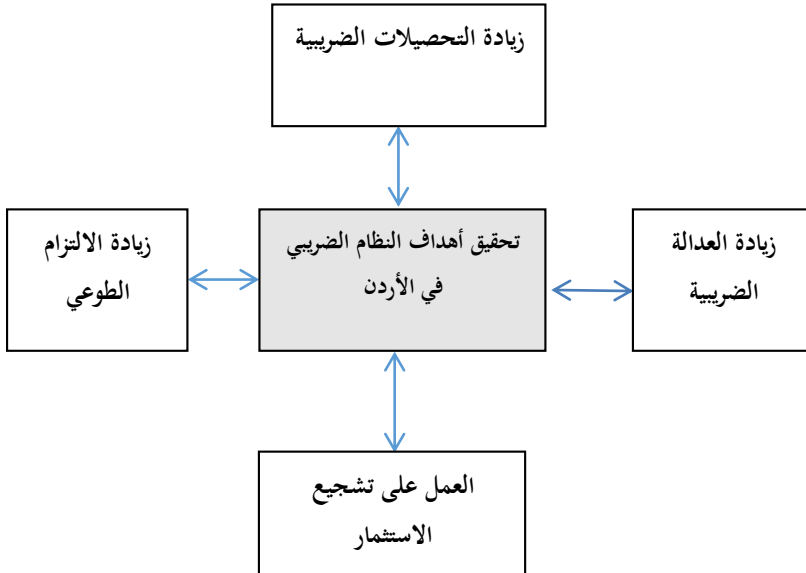 زيادة التحصيلات الضريبية
زيادة العدالة
الضريبية
تحقيق أهداف النظام الضريبي
في الأردن
زيادة الالتزام
الطوعي
العمل على تشجيع
الاستثمار